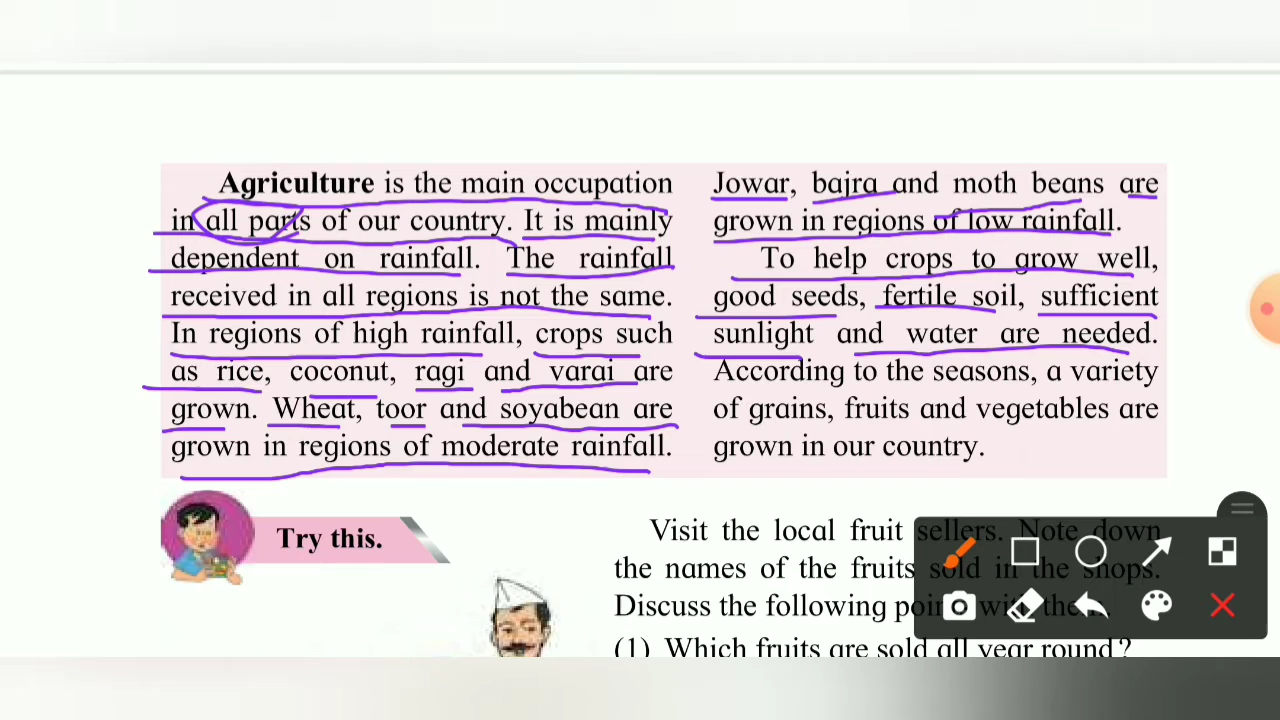 Agriculture is the main occupation
in all parts of our country. It is mainly
dependent on rainfall. The rainfall
received in all regions is not the same.
In regions of high rainfall, crops such
as rice, coconut, ragi and varai are
grown. Wheat, toor and soyabean are
grown in regions of moderate rainfall.
Jowar, bajra and moth beans are
grown in regions of low rainfall.
To help crops to grow well,
good seeds, fertile soil, sufficient
sunlight and water are needed.
According to the seasons, a variety
of grains, fruits and vegetables are
grown in our country.
Try this.
Visit the local fruit sellers. Note down
the names of the fruits sold in the shops.
Discuss the following points with them.
(1) Which fruits are sold all year round?